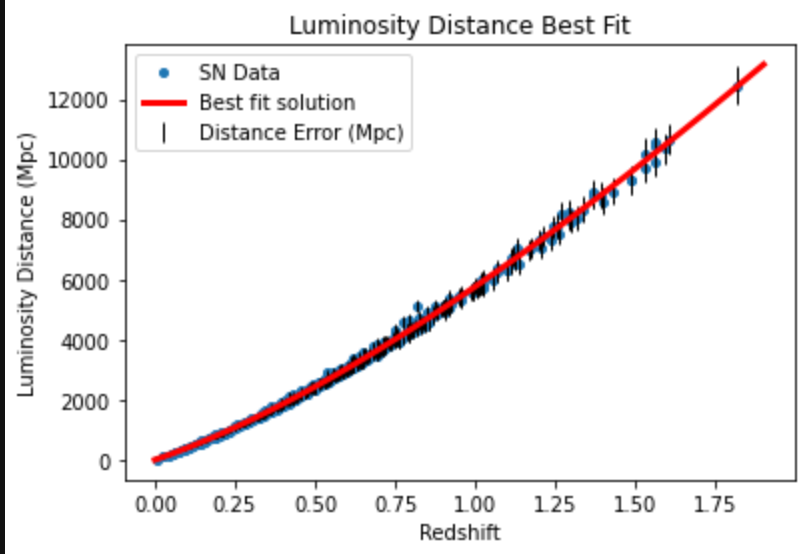 Luminosity Distance Best Fit
SN Data
Best fit solution
Distance Error (Mpc)
Luminosity Distance (Mpc)
12000
10000
8000
6000
4000
2000
0
0.00 0.25 0.50 0.75 1.00 1.25 1.50 1.75
Redshift